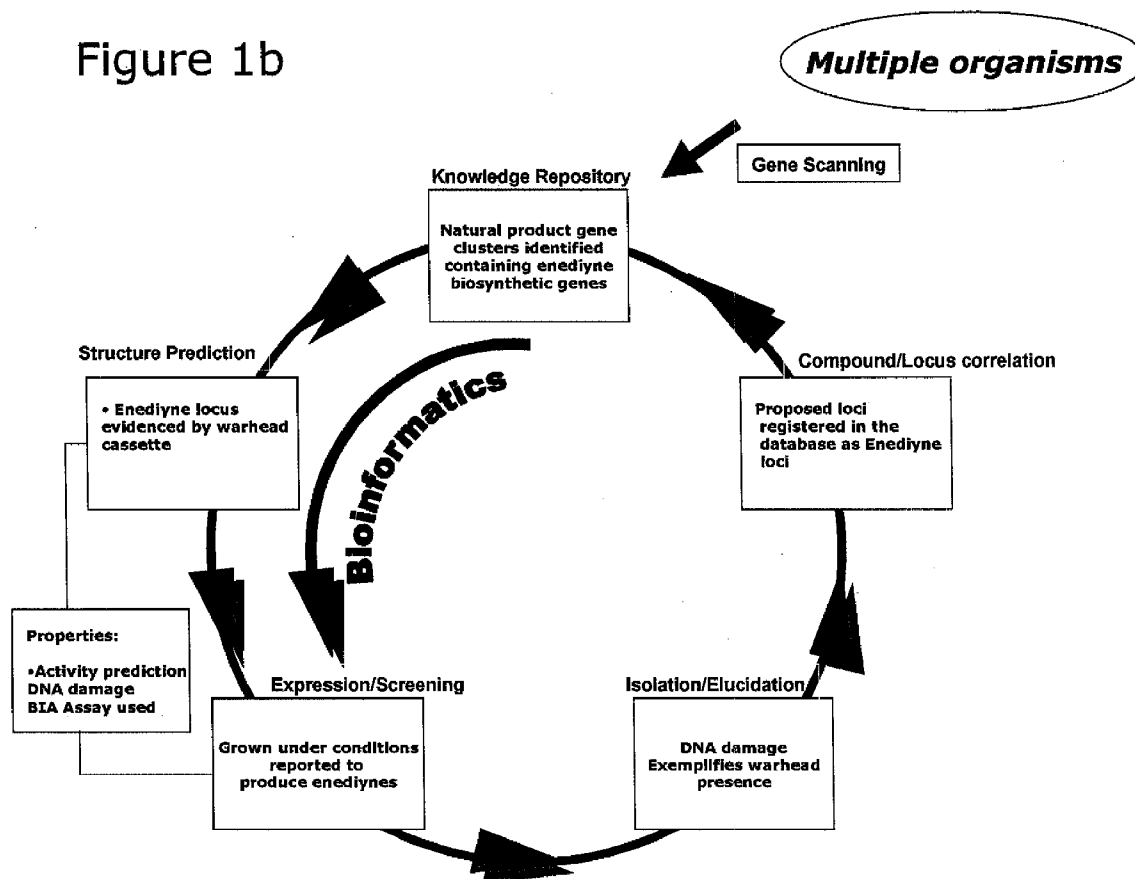 Figure 1b
Multiple organisms
Gene Scanning
Knowledge Repository
Natural product gene
clusters identified
containing enediyne
biosynthetic genes
Structure Prediction
• Enediyne locus
evidenced by warhead
cassette
Bioinformatics
Compound/Locus correlation
Proposed loci
registered in the
database as Enediyne
loci
Properties:
•Activity prediction
DNA damage
BIA Assay used
Expression/Screening
Grown under conditions
reported to
produce enediynes
Isolation/Elucidation
DNA damage
Exemplifies warhead
presence